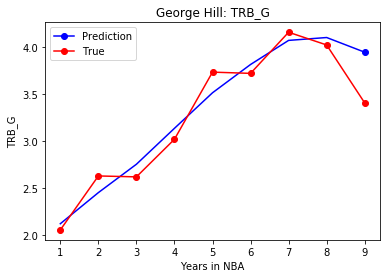 George Hill: TRB_G
Prediction
True
TRB_G
4.0
3.5
3.0
2.5
2.0
1 2 3 4 5 6 7 8 9
Years in NBA